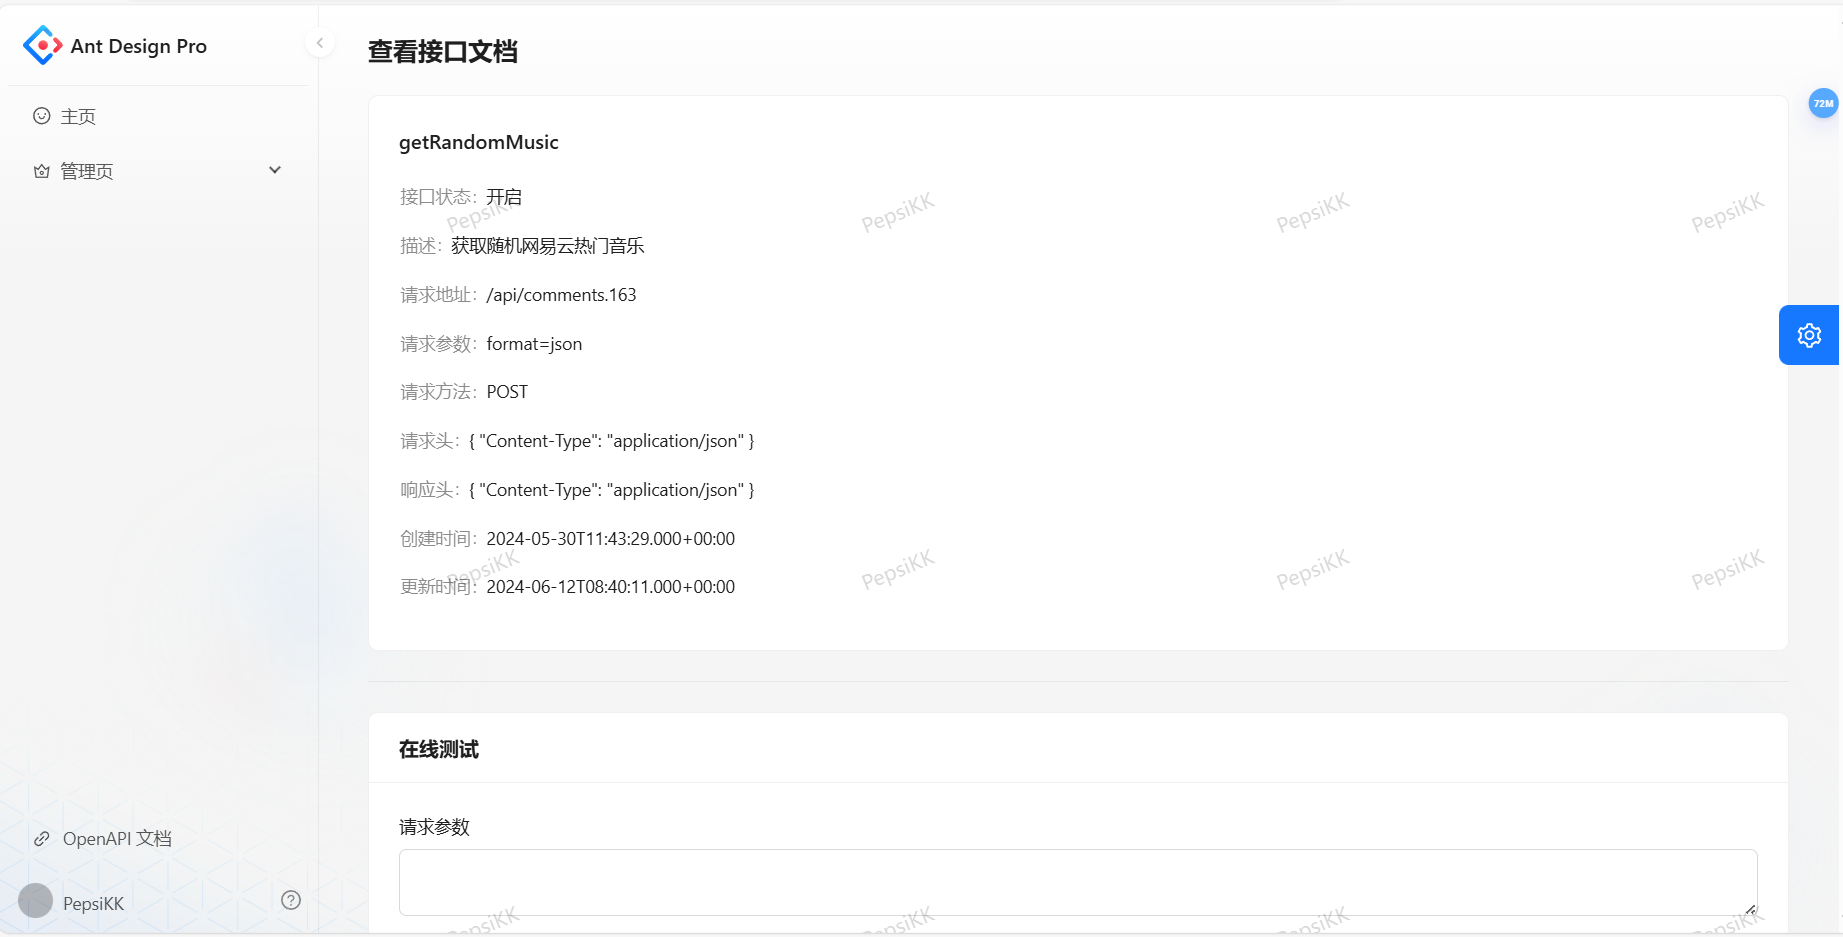 Ant Design Pro
主页
管理页
查看接口文档
72M
getRandomMusic
接口状态：开启
描述：获取随机网易云热门音乐
请求地址：/api/comments.163
请求参数：format=json
请求方法：POST
请求头：{ "Content-Type": "application/json" }
响应头：{ "Content-Type": "application/json" }
创建时间：2024-05-30T11:43:29.000+00:00
更新时间：2024-06-12T08:40:11.000+00:00
PepsiKK PepsiKK PepsiKK PepsiKK
PepsiKK PepsiKK PepsiKK PepsiKK
在线测试
请求参数
PepsiKK PepsiKK PepsiKK PepsiKK
OpenAPI 文档
PepsiKK